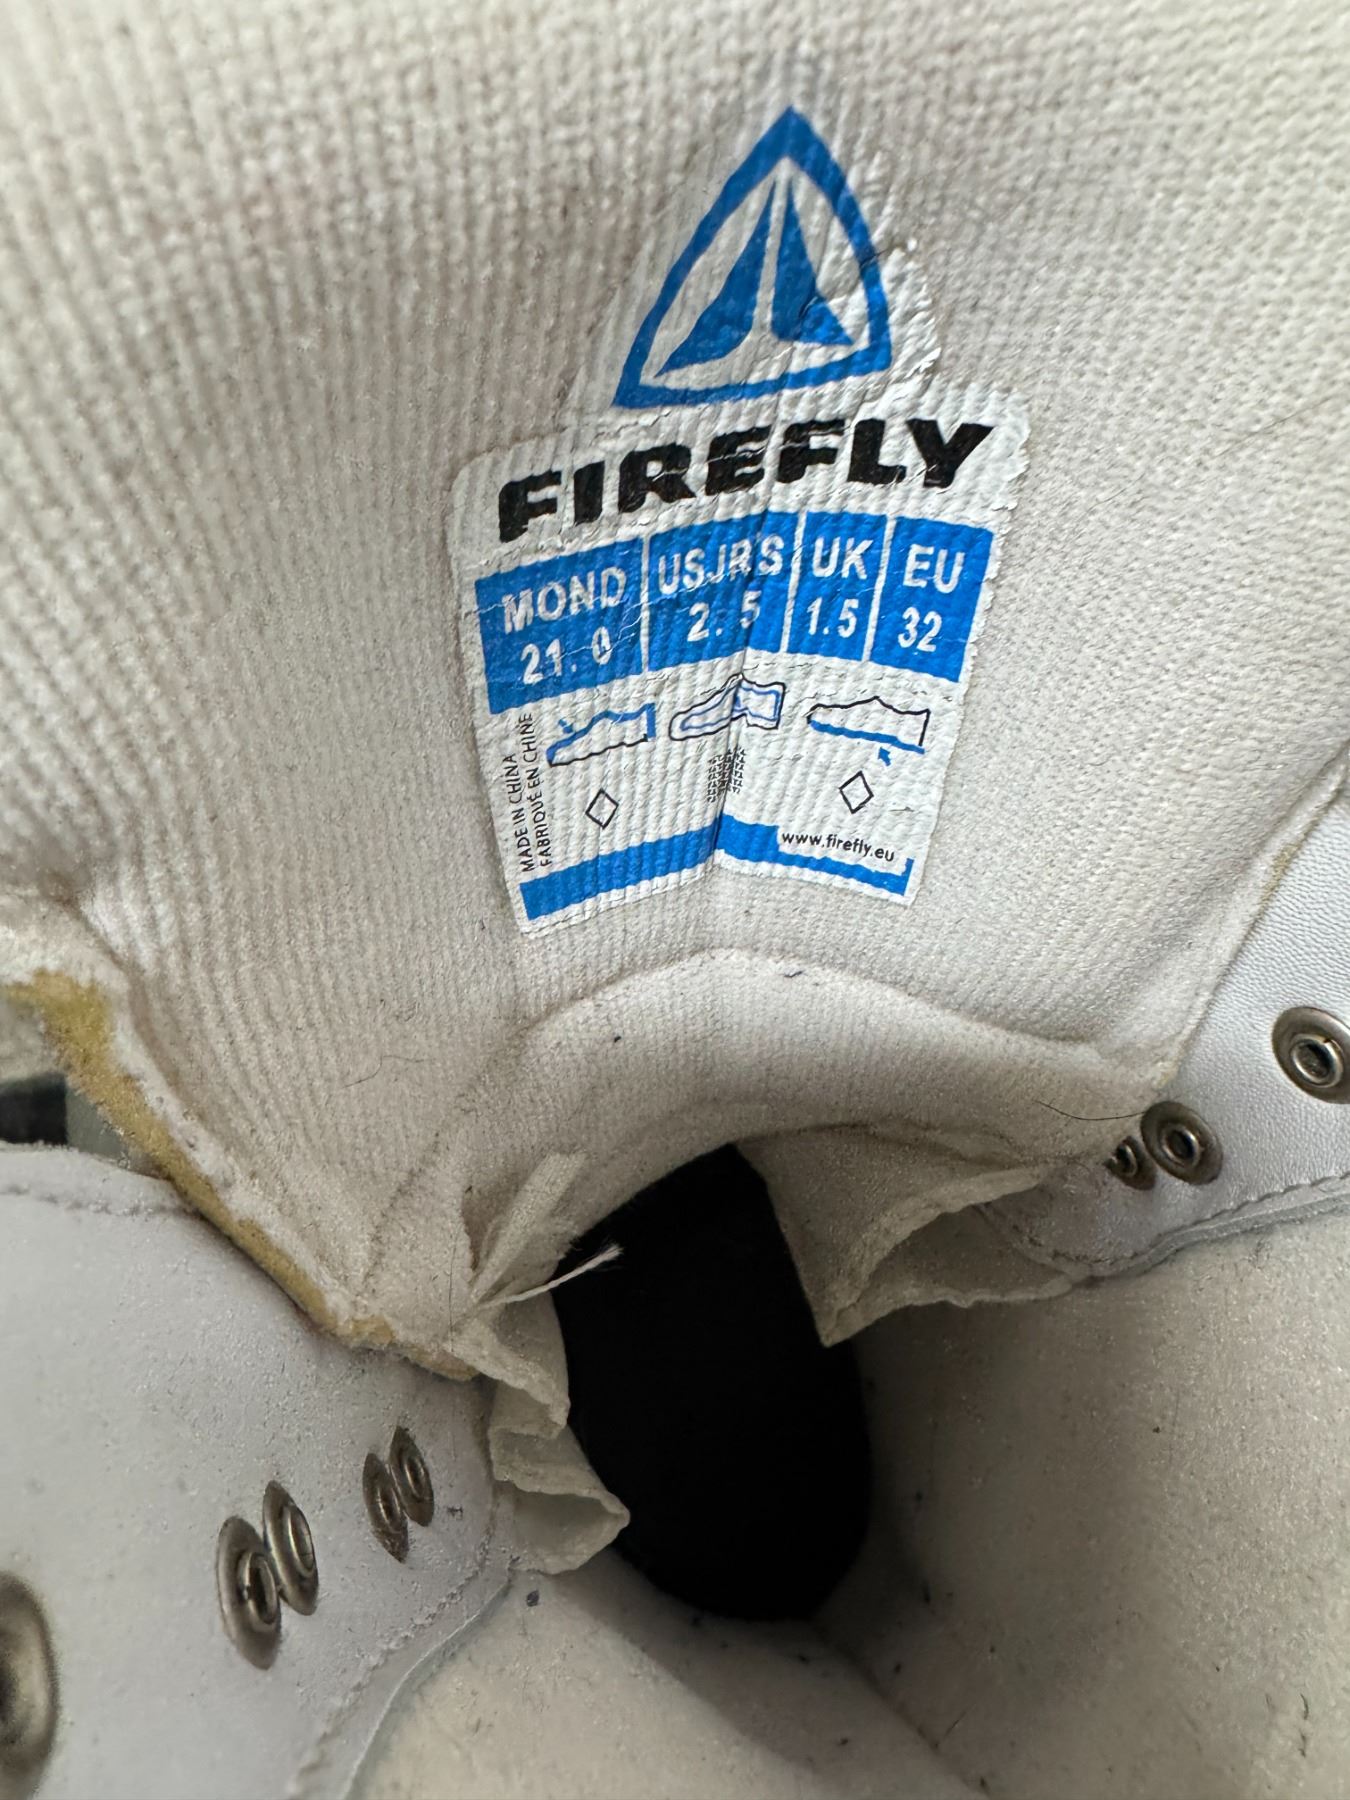 FIREFLY
MOND USJR'S UK EU
21.0 2.5 1.5 32
MADE IN CHINA
FABRIQUÉ EN CHINE
www.firefly.eu